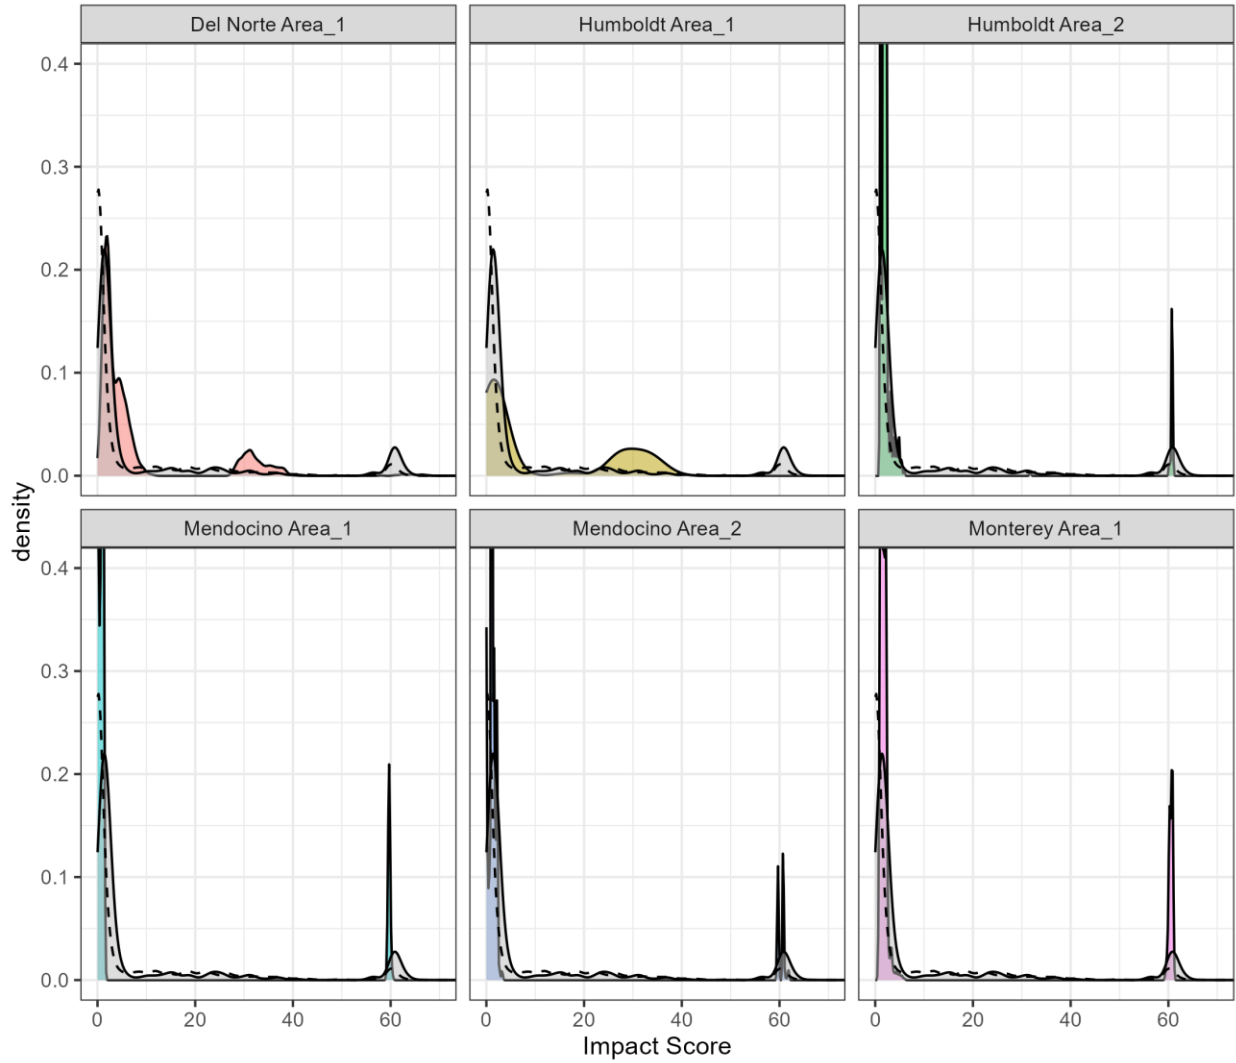 Del Norte Area_1
Humboldt Area_1
Humboldt Area_2
0.4
0.3
0.2
0.1
0.0
density
Mendocino Area_1
Mendocino Area_2
Monterey Area_1
0.4
0.3
0.2
0.1
0.0
0 20 40 60
0 20 40 60
0 20 40 60
Impact Score